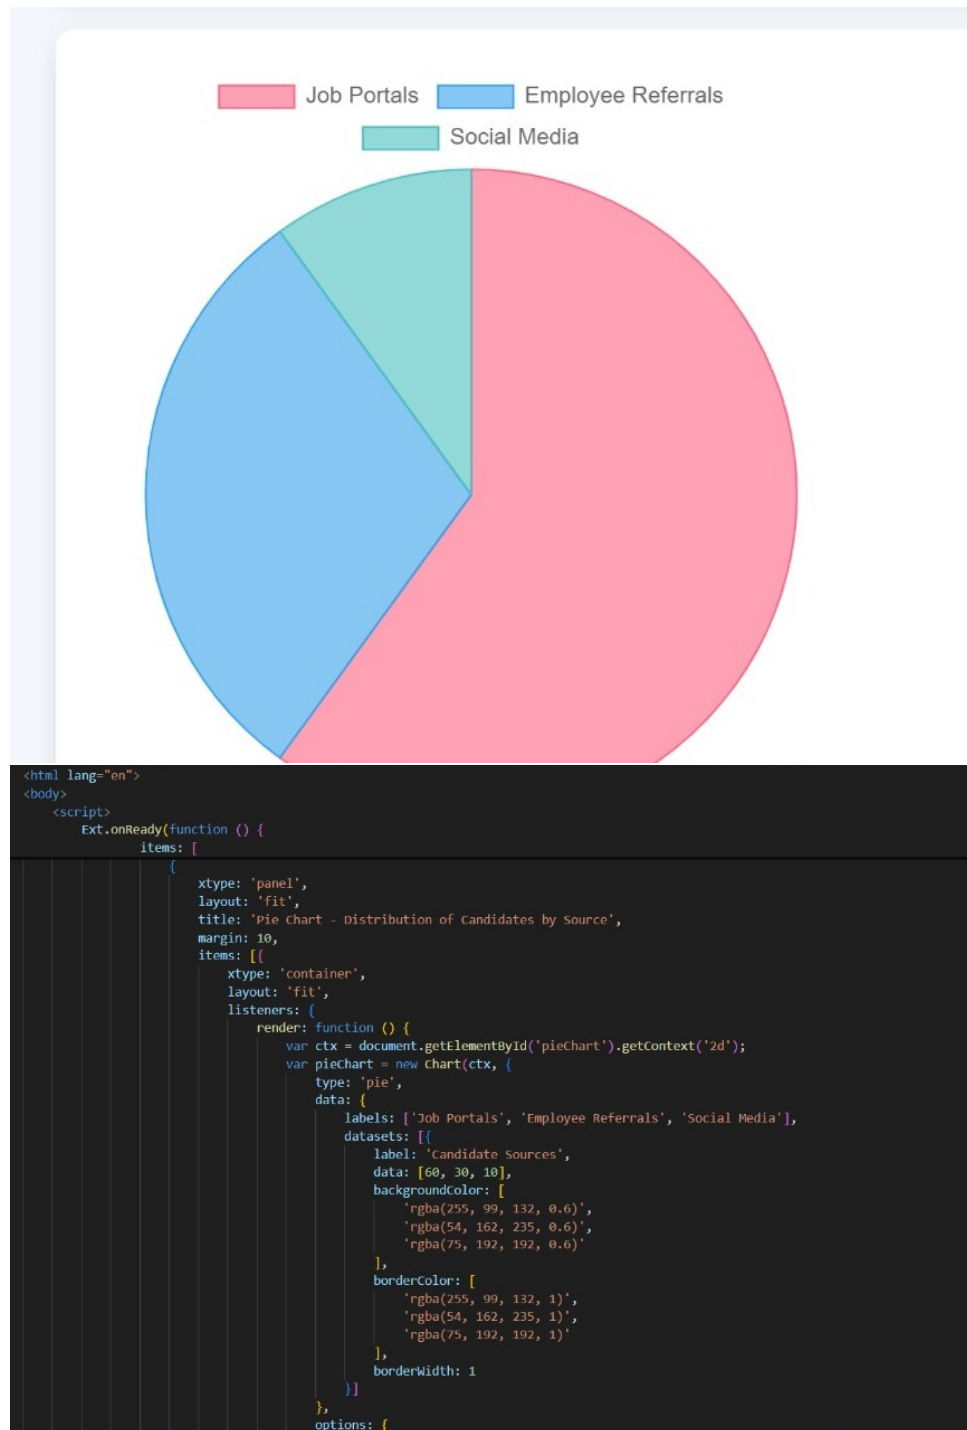 Job Portals Employee Referrals
Social Media
<html lang="en">
<body>
<script>
Ext.onReady(function () {
items: [
{
xtype: 'panel',
layout: 'fit',
title: 'Pie Chart - Distribution of Candidates by Source',
margin: 10,
items: [{
xtype: 'container',
layout: 'fit',
listeners: {
render: function () {
var ctx = document.getElementById('pieChart').getContext('2d');
var pieChart = new Chart(ctx, {
type: 'pie',
data: {
labels: ['Job Portals', 'Employee Referrals', 'Social Media'],
datasets: [{
label: 'Candidate Sources',
data: [60, 30, 10],
backgroundColor: [
'rgba(255, 99, 132, 0.6)',
'rgba(54, 162, 235, 0.6)',
'rgba(75, 192, 192, 0.6)'
],
borderColor: [
'rgba(255, 99, 132, 1)',
'rgba(54, 162, 235, 1)',
'rgba(75, 192, 192, 1)'
],
borderWidth: 1
}]
},
options: {